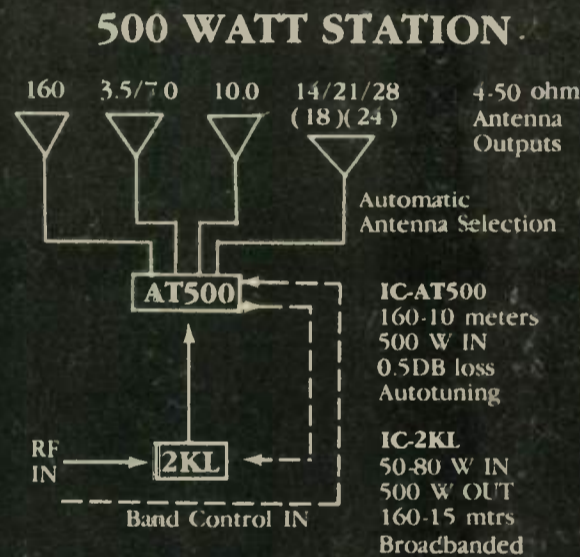 500 WATT STATION
160 3.5/7.0 10.0 14/21/28 4-50 ohm
(18)(24) Antenna
Outputs
Automatic
Antenna Selection
AT500
IC-AT500
160-10 meters
500 W IN
0.5DB loss
Autotuning
RF
IN
2KL
Band Control IN
IC-2KL
50-80 W IN
500 W OUT
160-15 mtrs
Broadbanded